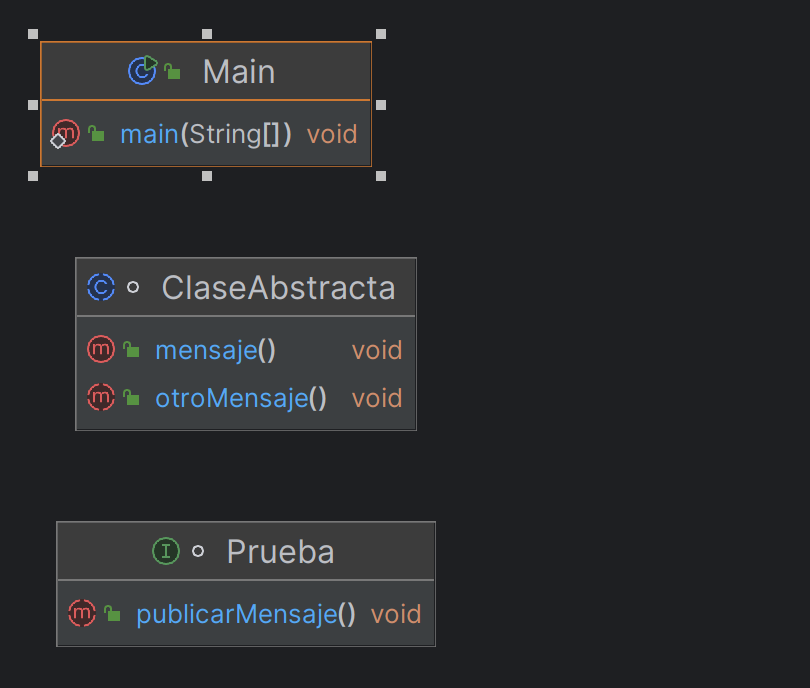 Main
main(String[]) void
ClaseAbstracta
mensaje() void
otroMensaje() void
Prueba
publicarMensaje() void